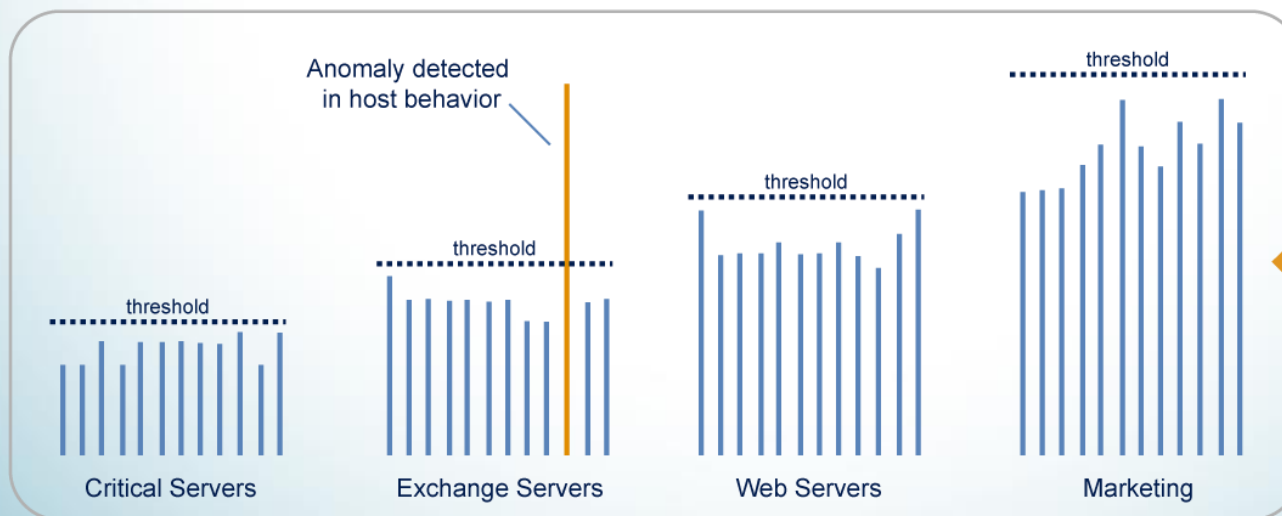 Anomaly detected
in host behavior
threshold
threshold
threshold
threshold
Critical Servers
Exchange Servers
Web Servers
Marketing